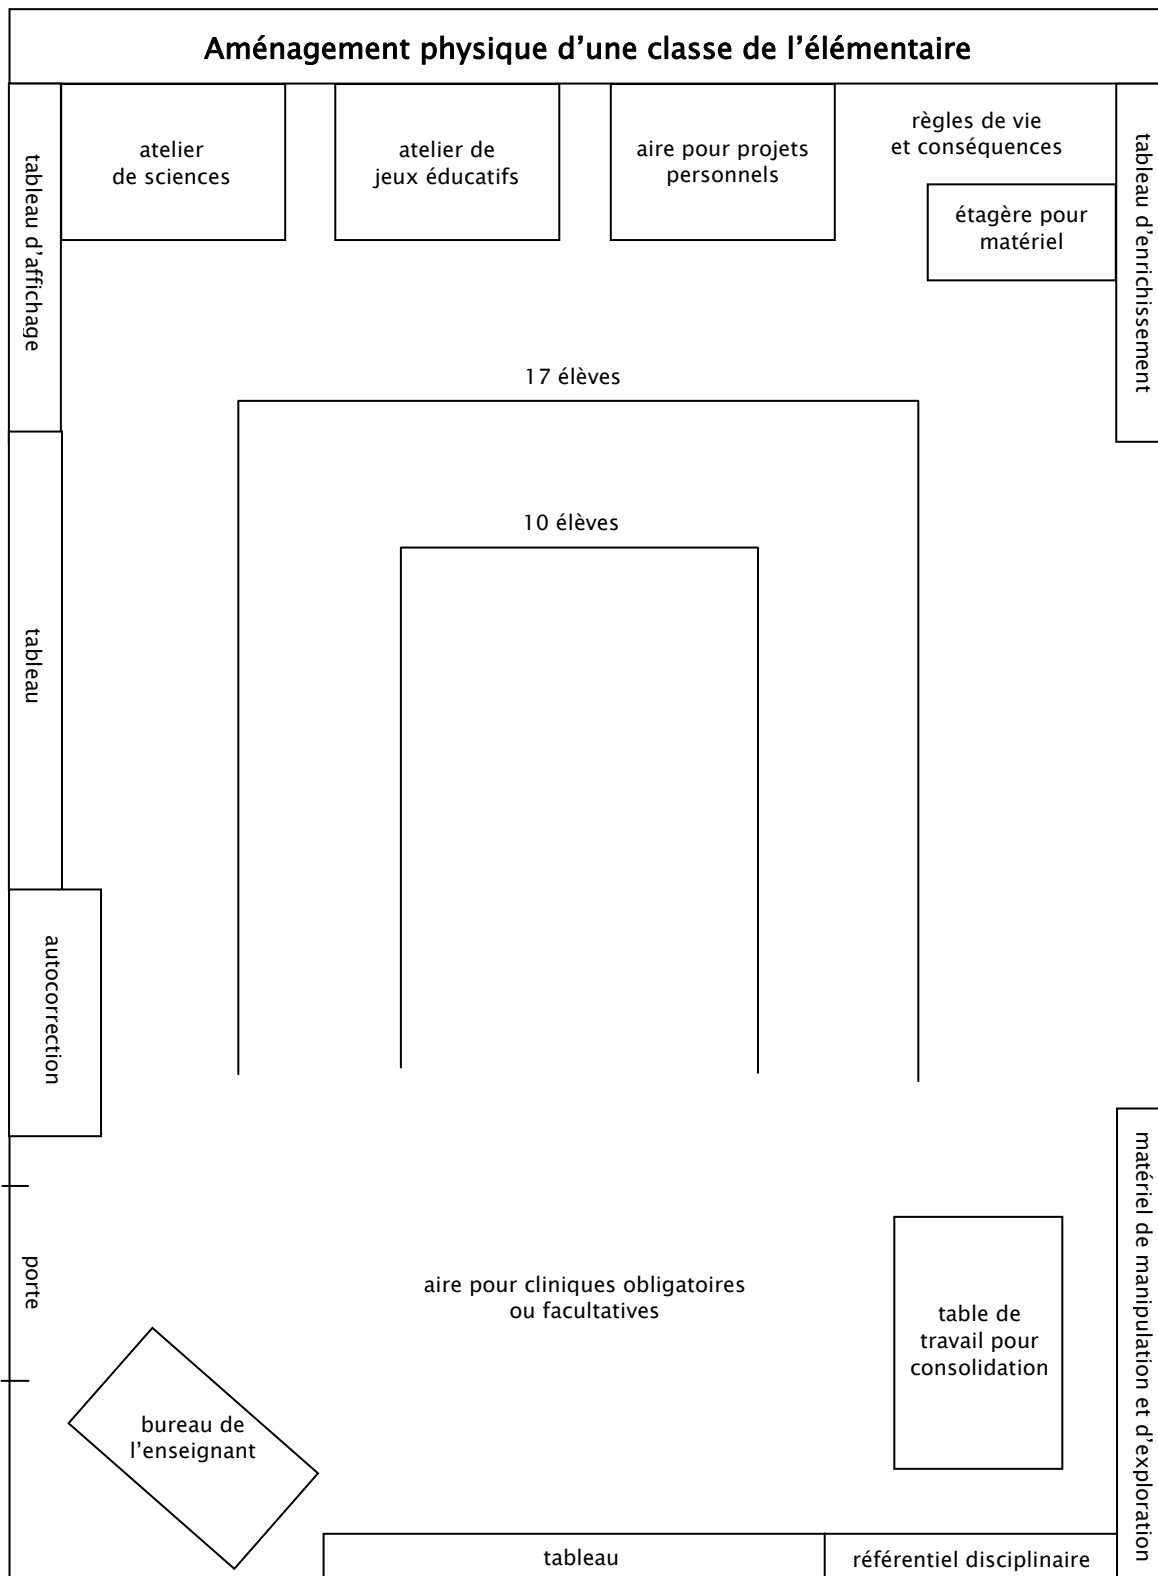 Aménagement physique d’une classe de l’élémentaire
tableau d’affichage
atelier
de sciences
atelier de
jeux éducatifs
aire pour projets
personnels
règles de vie
et conséquences
étagère pour
matériel
tableau d’enrichissement
17 élèves
10 élèves
tableau
autocorrection
porte
aire pour cliniques obligatoires
ou facultatives
table de
travail pour
consolidation
matériel de manipulation et d’exploration
bureau de
l’enseignant
tableau
référentiel disciplinaire